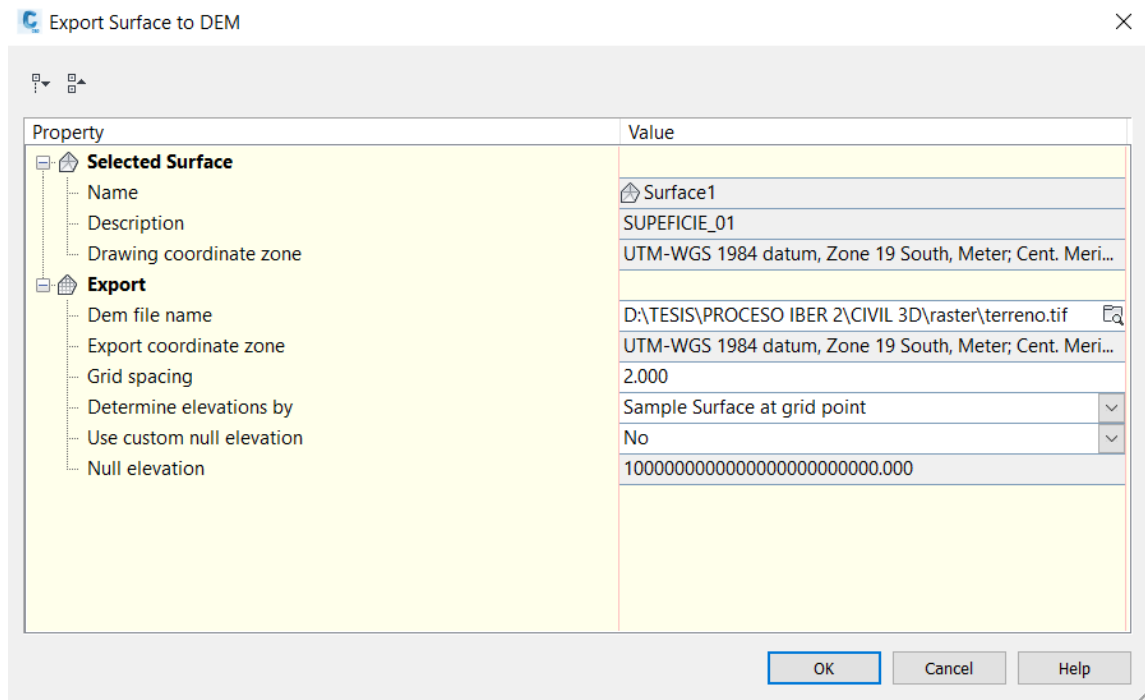 Export Surface to DEM
Property Value
Selected Surface
Name Surface1
Description SUPEFICIE_01
Drawing coordinate zone UTM-WGS 1984 datum, Zone 19 South, Meter; Cent. Meri...
Export
Dem file name D:\TESIS\PROCESO IBER 2\CIVIL 3D\raster\terreno.tif
Export coordinate zone UTM-WGS 1984 datum, Zone 19 South, Meter; Cent. Meri...
Grid spacing 2.000
Determine elevations by Sample Surface at grid point
Use custom null elevation No
Null elevation 1000000000000000000000000.000
OK Cancel Help